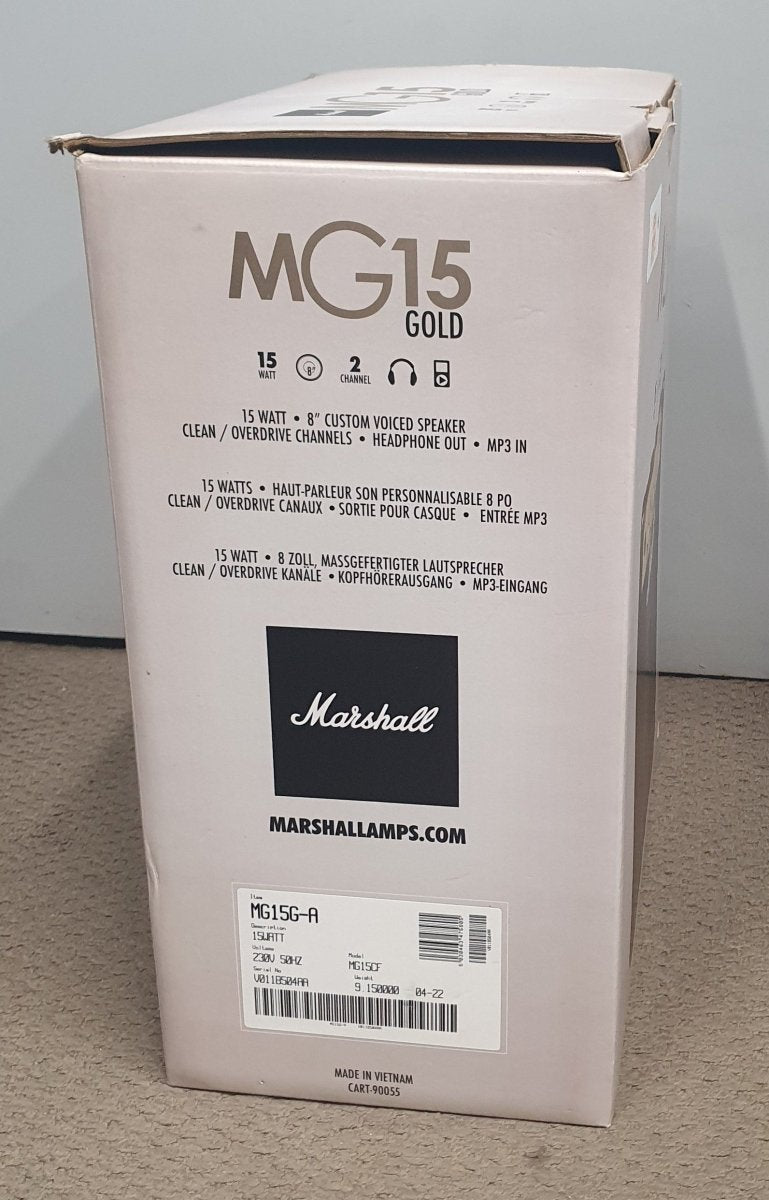 MG15
GOLD
MG15
GOLD
15
WATT
8"
2
CHANNEL
15 WATT • 8" CUSTOM VOICED SPEAKER
CLEAN / OVERDRIVE CHANNELS • HEADPHONE OUT • MP3 IN
15 WATTS • HAUT-PARLEUR SON PERSONNALISABLE 8 PO
CLEAN / OVERDRIVE CANAUX • SORTIE POUR CASQUE • ENTRÉE MP3
15 WATT • 8 ZOLL, MASSGEFERTIGTER LAUTSPRECHER
CLEAN / OVERDRIVE KANÄLE • KOPFHÖRERAUSGANG • MP3-EINGANG
Marshall
MARSHALLAMPS.COM
Item
MG15G-A
Description
15WATT
Voltage
230V 50HZ
Model
MG15CF
Serial No
V011B504AA
Weight
9.150000 04-22
MADE IN VIETNAM
CART-90055